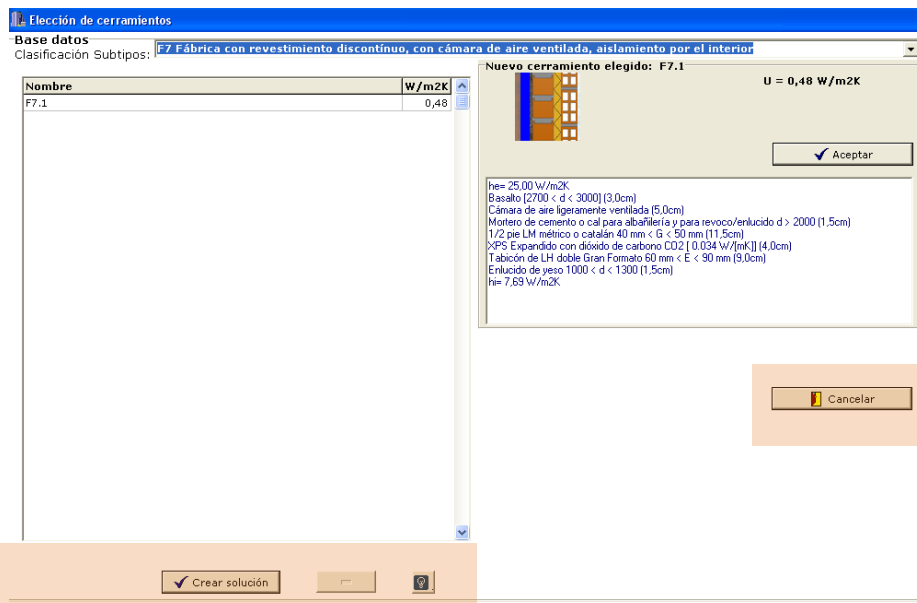 Elección de cerramientos
Base datos
Clasificación Subtipos: F7 Fábrica con revestimiento discontínuo, con cámara de aire ventilada, aislamiento por el interior
Nombre W/m2K
F7.1 0,48
Nuevo cerramiento elegido: F7.1
U = 0,48 W/m2K
Aceptar
he= 25,00 W/m2K
Basalto [2700 < d < 3000] (3,0cm)
Cámara de aire ligeramente ventilada (5,0cm)
Mortero de cemento o cal para albañilería y para revoco/enlucido d > 2000 (1,5cm)
1/2 pie LM métrico o catalán 40 mm < G < 50 mm (11,5cm)
XPS Expandido con dióxido de carbono CO2 [ 0.034 W/[mK]] (4,0cm)
Tabicón de LH doble Gran Formato 60 mm < E < 90 mm (9,0cm)
Enlucido de yeso 1000 < d < 1300 (1,5cm)
hi= 7,69 W/m2K
Cancelar
Crear solución